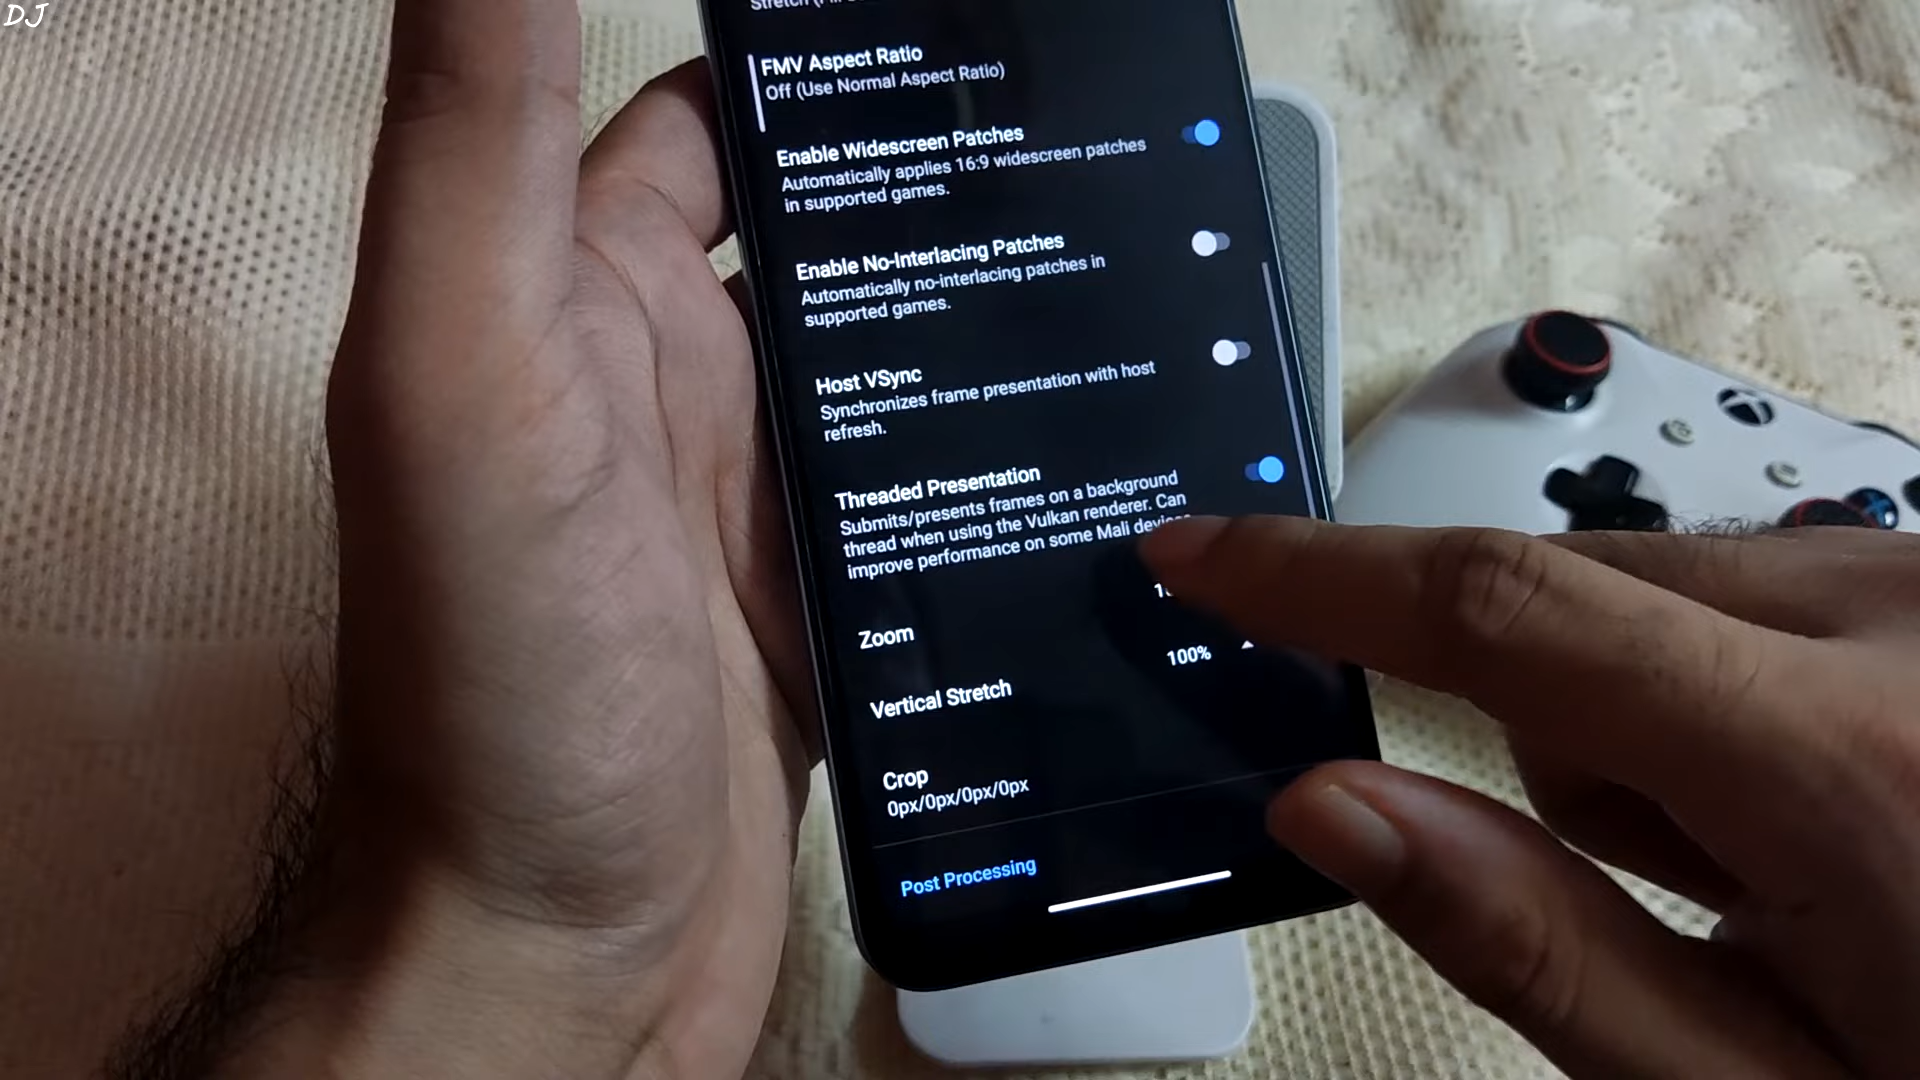 DJ
Stretch
FMV Aspect Ratio
Off (Use Normal Aspect Ratio)
Enable Widescreen Patches
Automatically applies 16:9 widescreen patches
in supported games.
Enable No-Interlacing Patches
Automatically no-interlacing patches in
supported games.
Host VSync
Synchronizes frame presentation with host
refresh.
Threaded Presentation
Submits/presents frames on a background
thread when using the Vulkan renderer. Can
improve performance on some Mali
Zoom
100%
Vertical Stretch
Crop
0px/0px/0px/0px
Post Processing